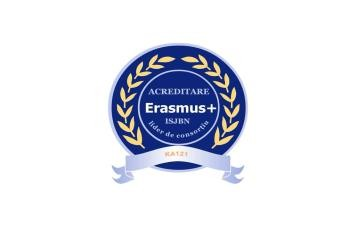 ACREDITARE
Erasmus+
ISJBN
lider de consorțiu
KA121